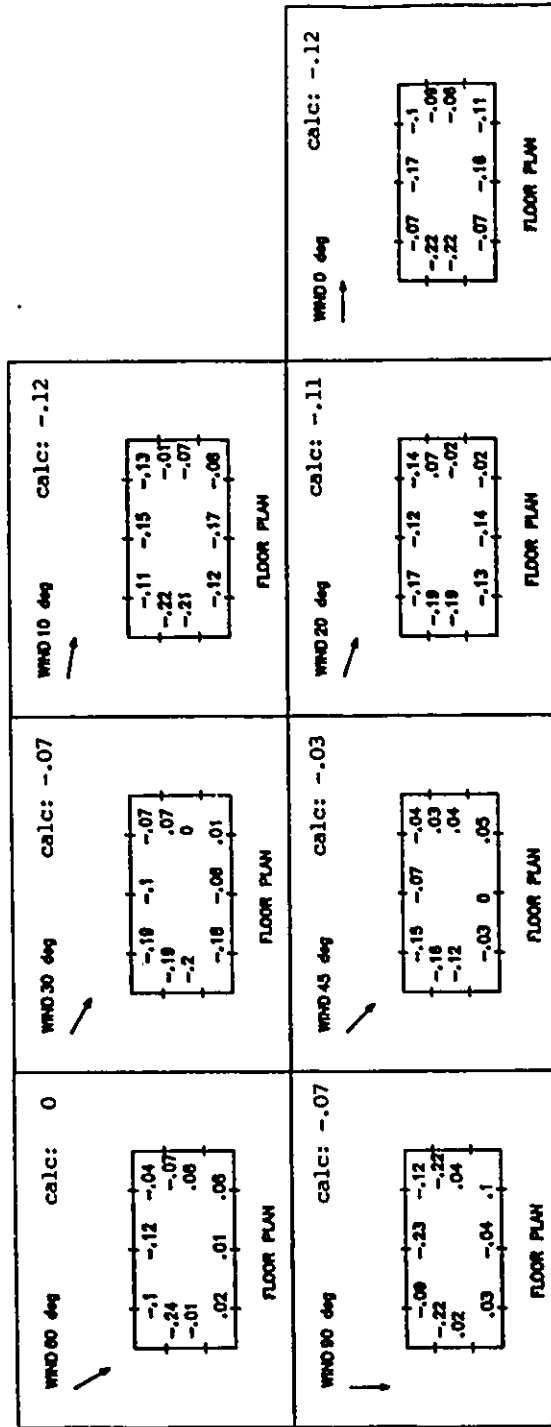 WIND 60 deg calc: 0
-.1 -.12 -.04
-.24 -.07
-.01 .08
.02 .01 .06
FLOOR PLAN
WIND 30 deg calc: -.07
-.19 -.1 -.07
-.19 .07
-.2 0
-.18 -.08 .01
FLOOR PLAN
WIND 10 deg calc: -.12
-.11 -.15 -.13
-.22 -.01
-.21 -.07
-.12 -.17 -.08
FLOOR PLAN
WIND 90 deg calc: -.07
-.09 -.23 -.12
-.22 -.22
.02 .04
.03 -.04 .1
FLOOR PLAN
WIND 45 deg calc: -.03
-.15 -.07 -.04
-.16 .03
-.12 .04
-.03 0 .05
FLOOR PLAN
WIND 20 deg calc: -.11
-.17 -.12 -.14
-.19 .07
-.19 -.02
-.13 -.14 -.02
FLOOR PLAN
WIND 0 deg calc: -.12
-.07 -.17 -.1
-.22 -.09
-.22 -.06
-.07 -.16 -.11
FLOOR PLAN